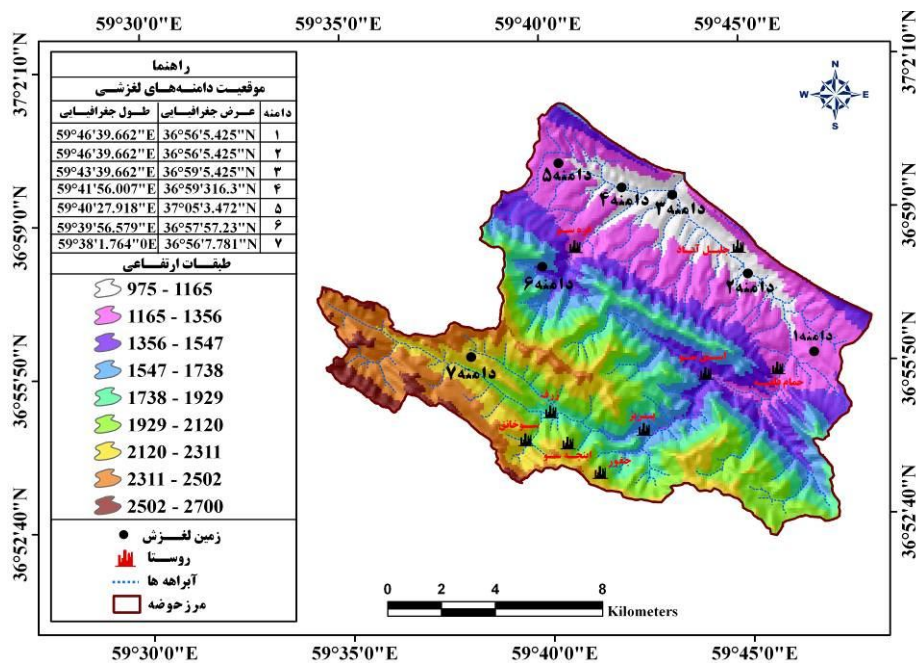 59°30'0"E 59°35'0"E 59°40'0"E 59°45'0"E
37°2'10"N
36°59'0"N
36°55'50"N
36°52'40"N
راهنما
موقعیت دامنه‌های لغزشی
دامنه عرض جغرافیایی طول جغرافیایی
۱ 36°56'5.425"N 59°46'39.662"E
۲ 36°56'5.425"N 59°46'39.662"E
۳ 36°59'5.425"N 59°43'39.662"E
۴ 36°59'316.3"N 59°41'56.007"E
۵ 37°05'3.472"N 59°40'27.918"E
۶ 36°57'57.23"N 59°39'56.579"E
۷ 36°56'7.781"N 59°38'1.764"0E
طبقات ارتفاعی
975 - 1165
1165 - 1356
1356 - 1547
1547 - 1738
1738 - 1929
1929 - 2120
2120 - 2311
2311 - 2502
2502 - 2700
زمین لغزش
روستا
آبراهه ها
مرز حوضه
N
W E
S
دامنه۵
دامنه۴
دامنه۳
جلیل آباد
دامنه۲
دامنه۶
دامنه۱
دامنه۷
0 2 4 8
Kilometers
37°2'10"N
36°59'0"N
36°55'50"N
36°52'40"N
59°30'0"E 59°35'0"E 59°40'0"E 59°45'0"E